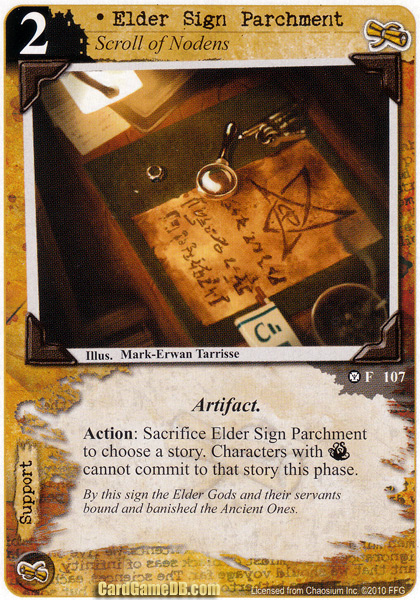 2
• Elder Sign Parchment
Scroll of Nodens
Illus. Mark-Erwan Tarrisse
F 107
Artifact.
Action: Sacrifice Elder Sign Parchment
to choose a story. Characters with
cannot commit to that story this phase.
By this sign the Elder Gods and their servants
bound and banished the Ancient Ones.
Support
CardGameDB.com
Licensed from Chaosium Inc. ©2010 FFG